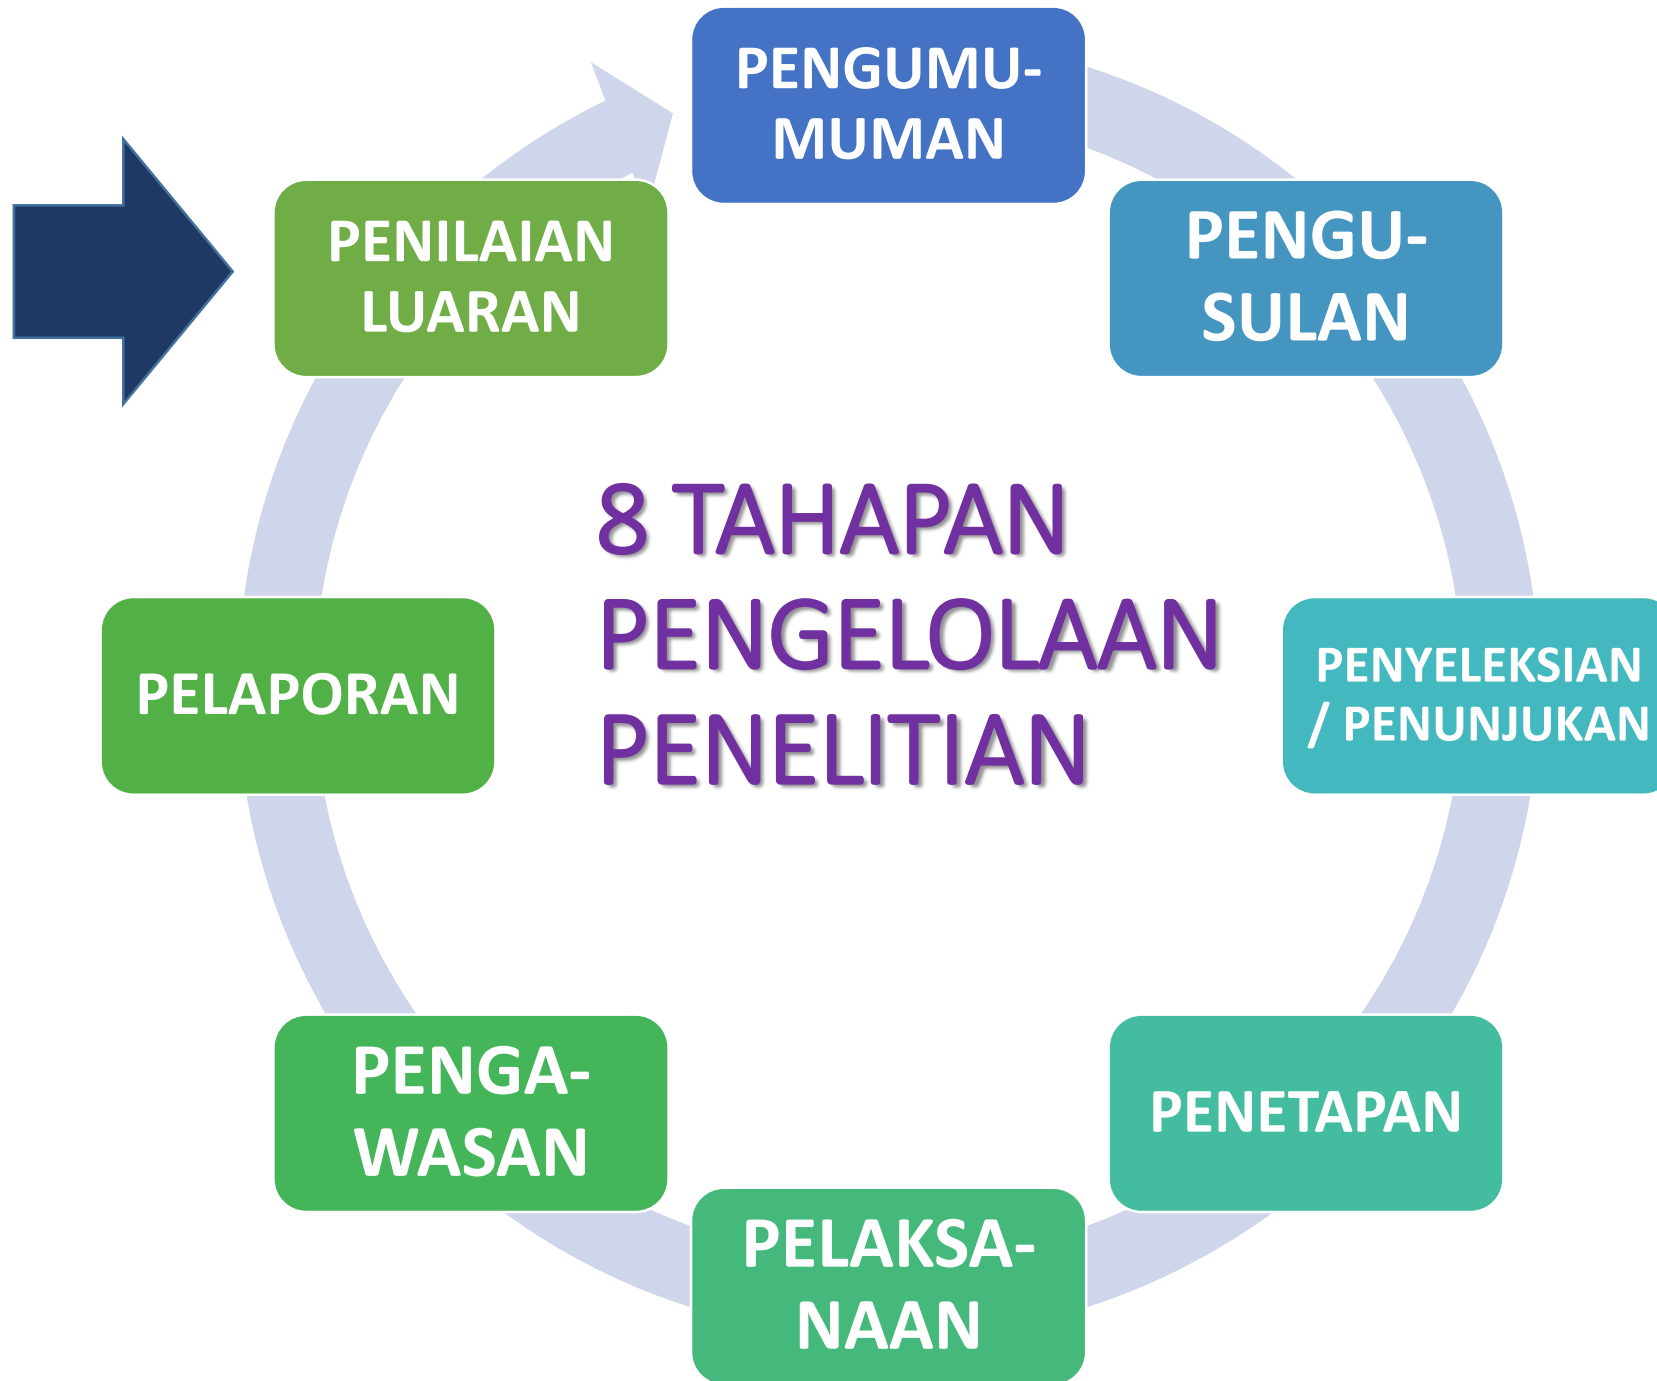 PENGUMU-
MUMAN
PENGU-
SULAN
PENYELEKSIAN
/ PENUNJUKAN
PENETAPAN
PELAKSA-
NAAN
PENGA-
WASAN
PELAPORAN
PENILAIAN
LUARAN
8 TAHAPAN
PENGELOLAAN
PENELITIAN